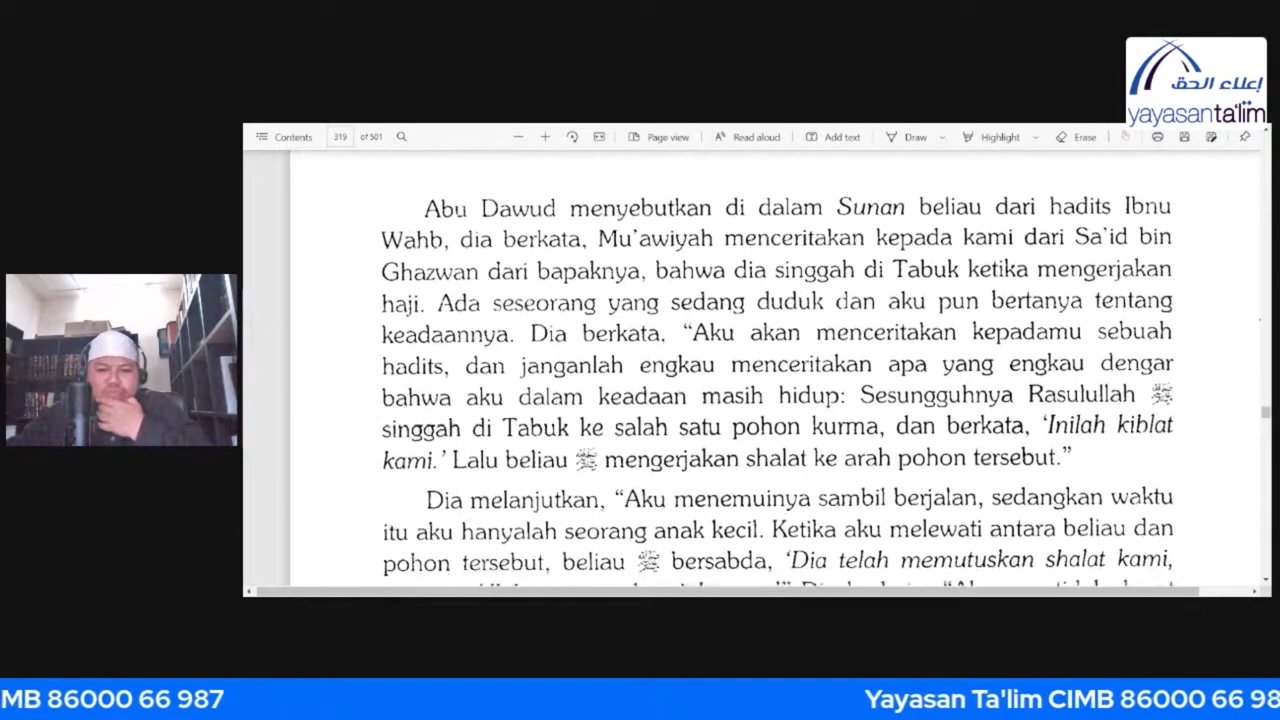 إعلاء الحق
yayasanta'lim
Contents 319 of 501 Page view Read aloud Add text Draw Highlight Erase
Abu Dawud menyebutkan di dalam Sunan beliau dari hadits Ibnu
Wahb, dia berkata, Mu'awiyah menceritakan kepada kami dari Sa`id bin
Ghazwan dari bapaknya, bahwa dia singgah di Tabuk ketika mengerjakan
haji. Ada seseorang yang sedang duduk dan aku pun bertanya tentang
keadaannya. Dia berkata, "Aku akan menceritakan kepadamu sebuah
hadits, dan janganlah engkau menceritakan apa yang engkau dengar
bahwa aku dalam keadaan masih hidup: Sesungguhnya Rasulullah ﷺ
singgah di Tabuk ke salah satu pohon kurma, dan berkata, 'Inilah kiblat
kami.' Lalu beliau ﷺ mengerjakan shalat ke arah pohon tersebut."
Dia melanjutkan, "Aku menemuinya sambil berjalan, sedangkan waktu
itu aku hanyalah seorang anak kecil. Ketika aku melewati antara beliau dan
pohon tersebut, beliau ﷺ bersabda, 'Dia telah memutuskan shalat kami,
MB 86000 66 987 Yayasan Ta'lim CIMB 86000 66 98